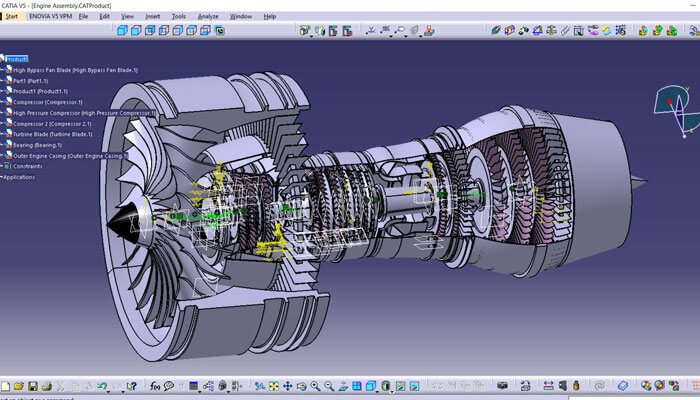 CATIA V5 - [Engine Assembly.CATProduct]
Start ENOVIA V5 VPM File Edit View Insert Tools Analyze Window Help
Product5
High Bypass Fan Blade (High Bypass Fan Blade.1)
Part1 (Part1.1)
Product1 (Product1.1)
Compressor (Compressor.1)
High Pressure Compressor (High Pressure Compressor.1)
Compressor 2 (Compressor 2.1)
Turbine Blade (Turbine Blade.1)
Bearing (Bearing.1)
Outer Engine Casing (Outer Engine Casing.1)
Constraints
Applications